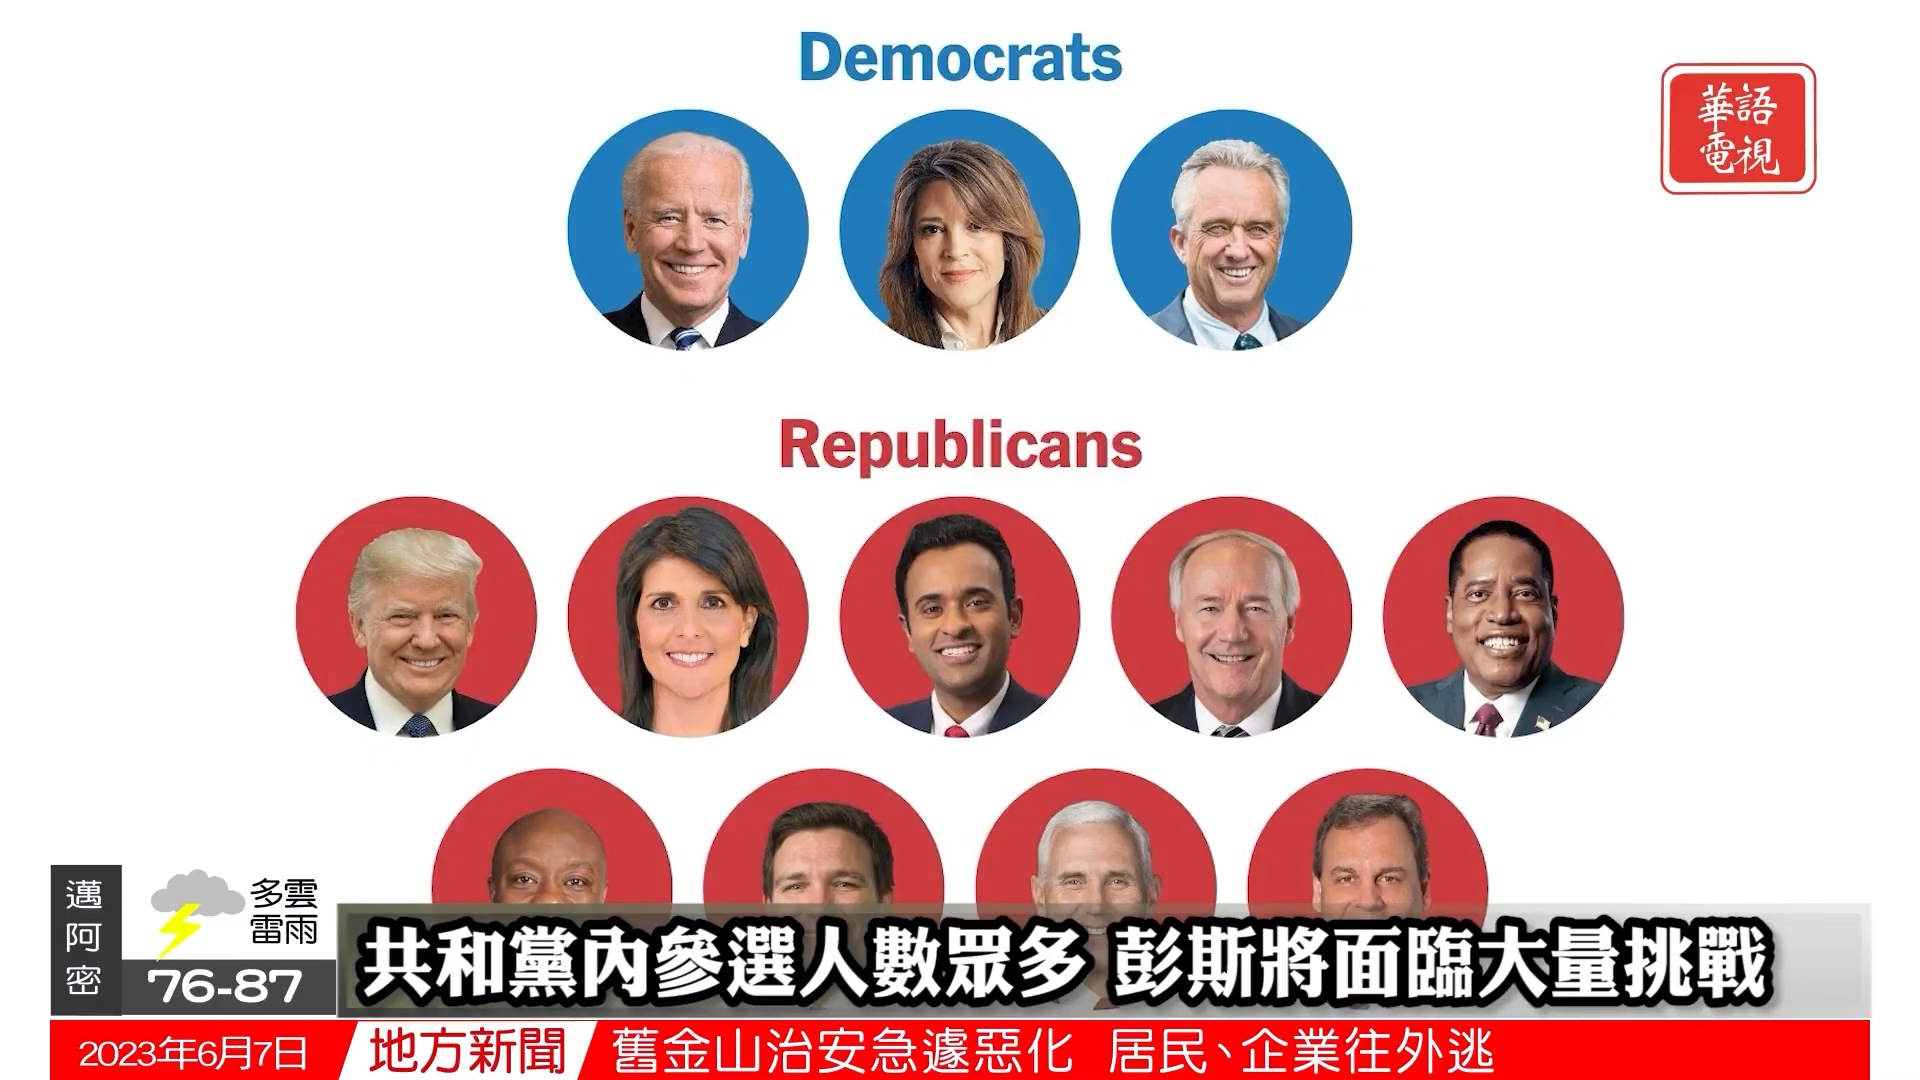 Democrats
華語
電視
Republicans
邁阿密
多雲
雷雨
76-87
共和黨內參選人數眾多 彭斯將面臨大量挑戰
2023年6月7日
地方新聞
舊金山治安急遽惡化 居民、企業往外逃